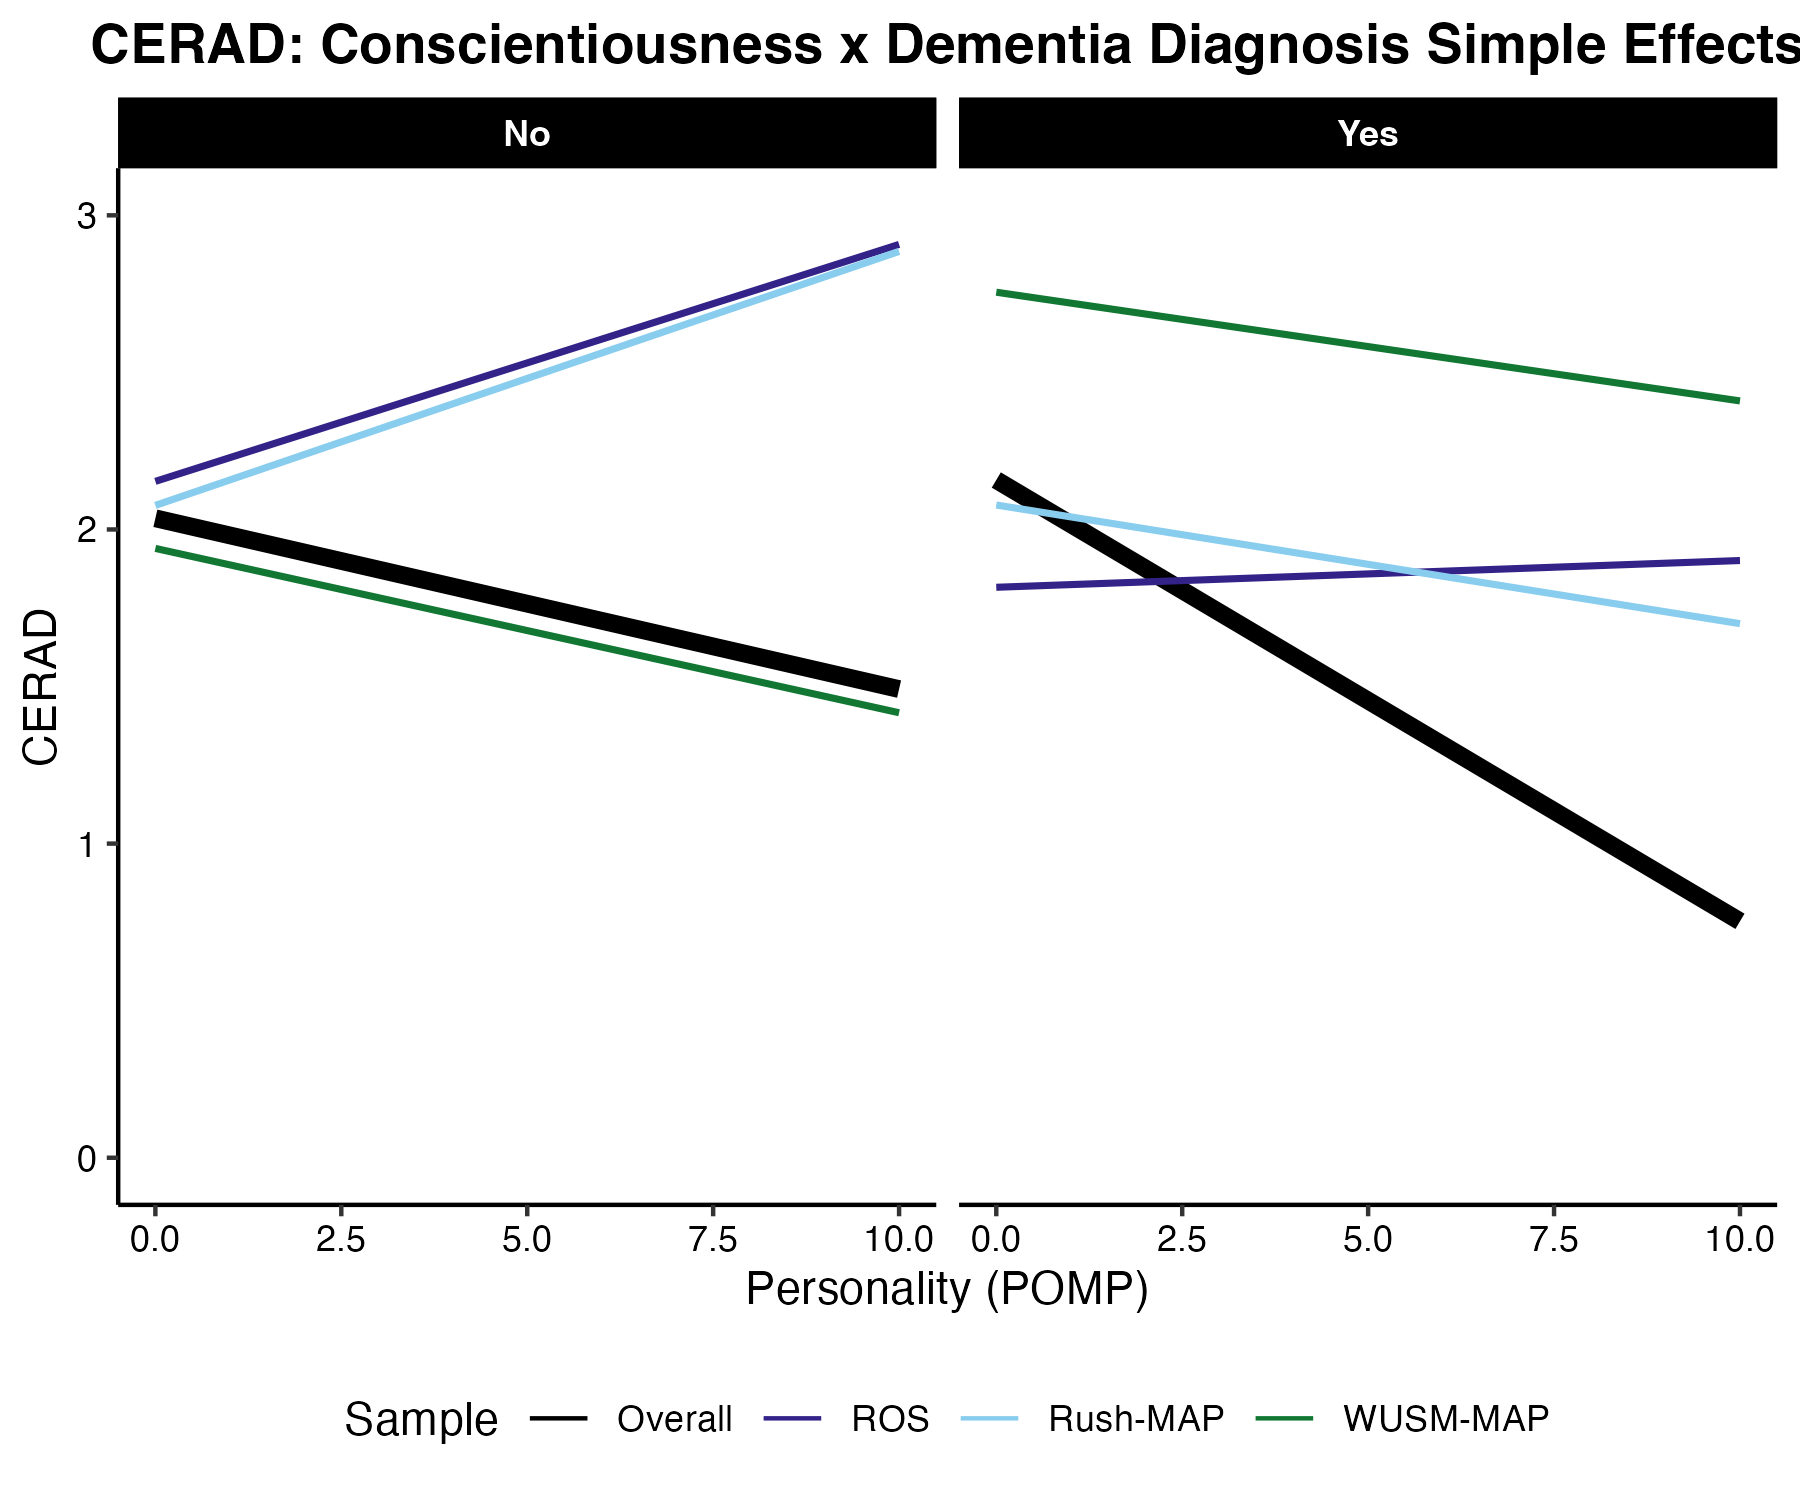 CERAD: Conscientiousness x Dementia Diagnosis Simple Effects
No Yes
3
2
1
0
CERAD
0.0 2.5 5.0 7.5 10.0 0.0 2.5 5.0 7.5 10.0
Personality (POMP)
Sample Overall ROS Rush-MAP WUSM-MAP